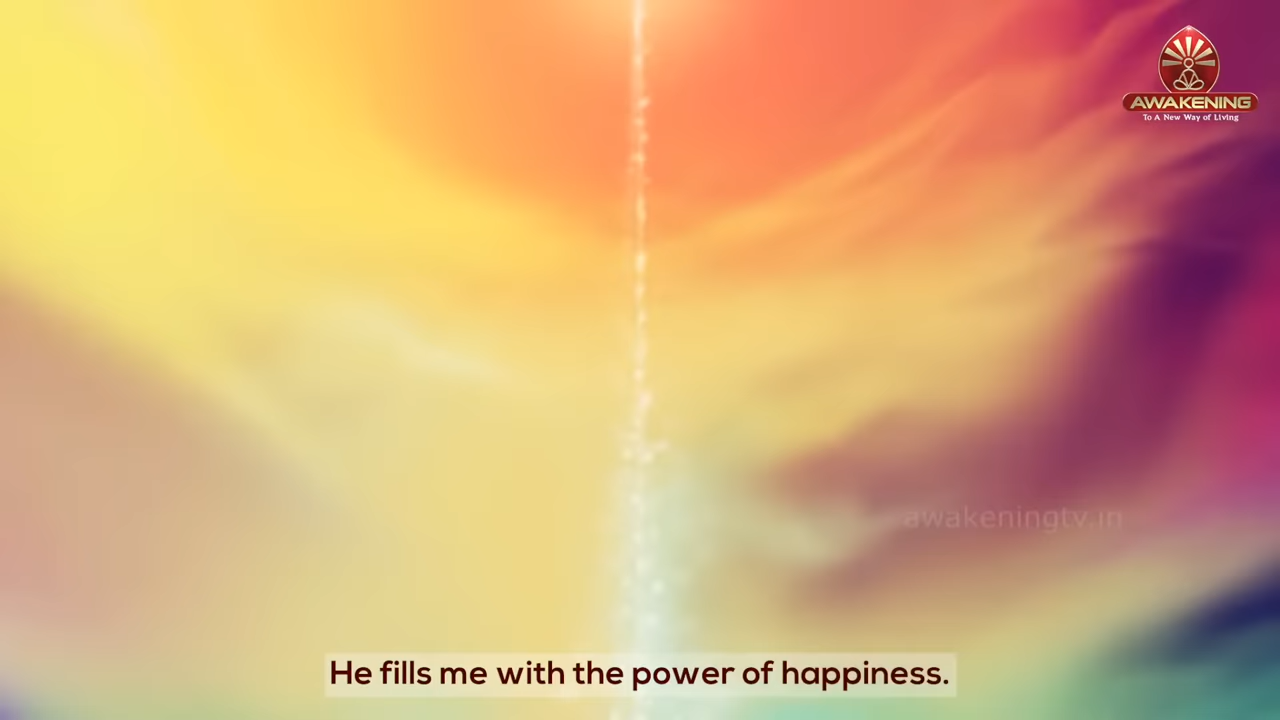 AWAKENING
To A New Way of Living
awakeningtv.in
He fills me with the power of happiness.